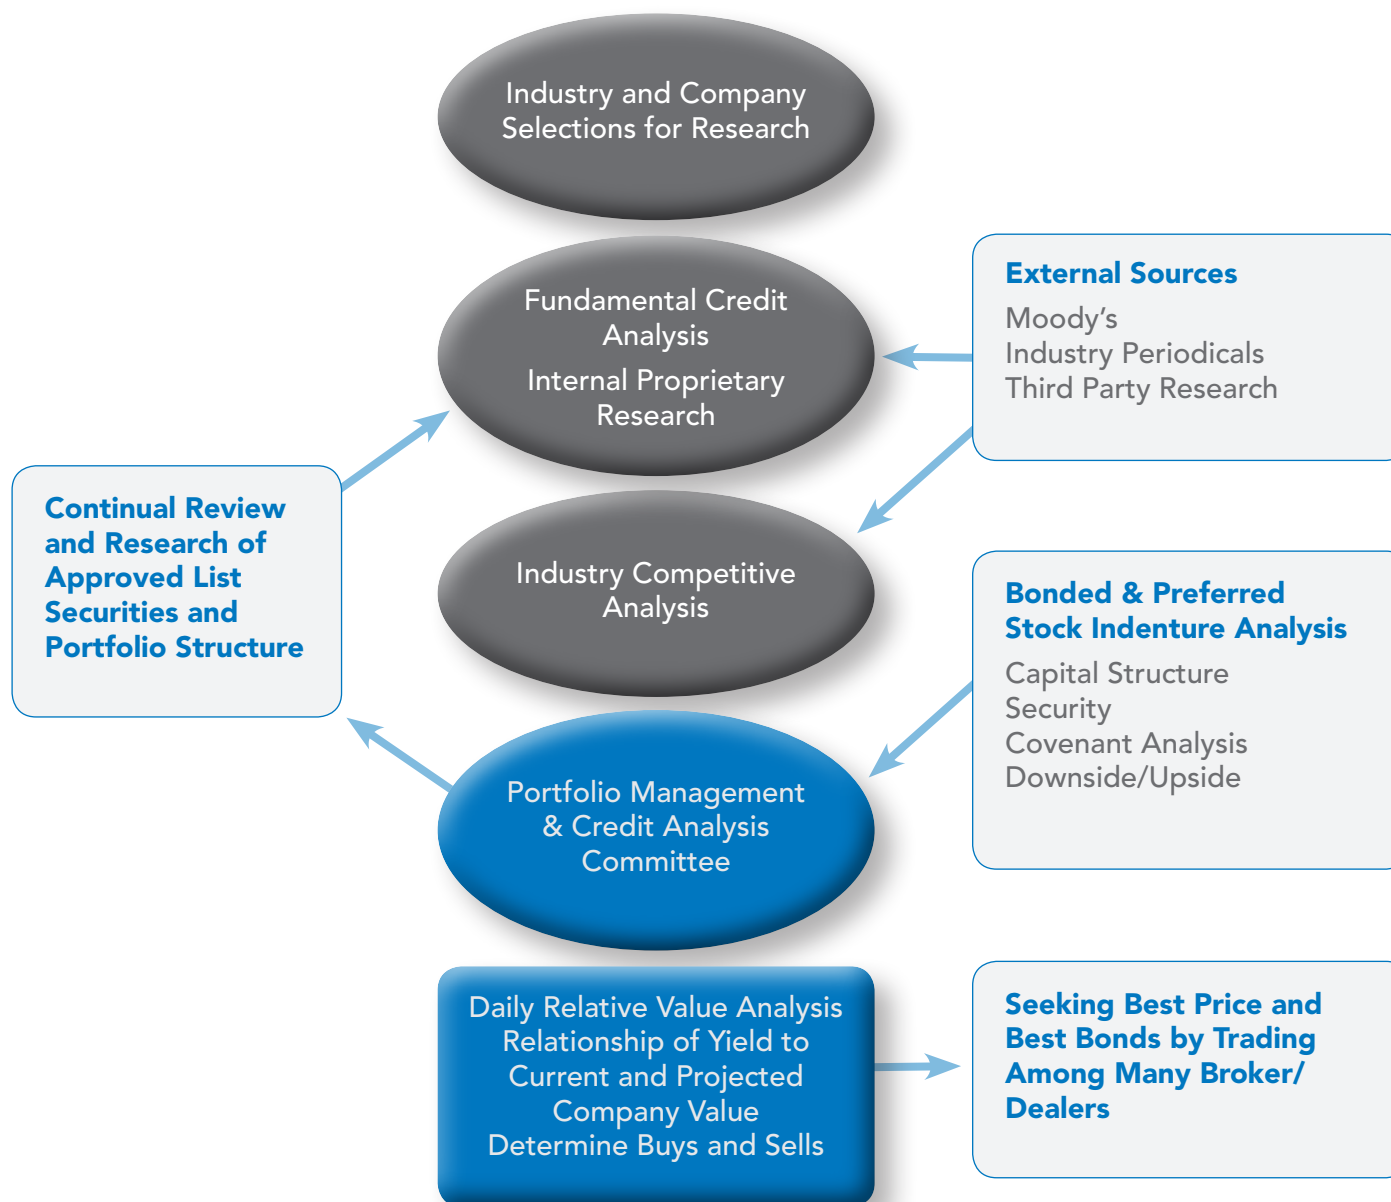 Industry and Company
Selections for Research
Fundamental Credit
Analysis
Internal Proprietary
Research
External Sources
Moody’s
Industry Periodicals
Third Party Research
Continual Review
and Research of
Approved List
Securities and
Portfolio Structure
Industry Competitive
Analysis
Bonded & Preferred
Stock Indenture Analysis
Capital Structure
Security
Covenant Analysis
Downside/Upside
Portfolio Management
& Credit Analysis
Committee
Daily Relative Value Analysis
Relationship of Yield to
Current and Projected
Company Value
Determine Buys and Sells
Seeking Best Price and
Best Bonds by Trading
Among Many Broker/
Dealers